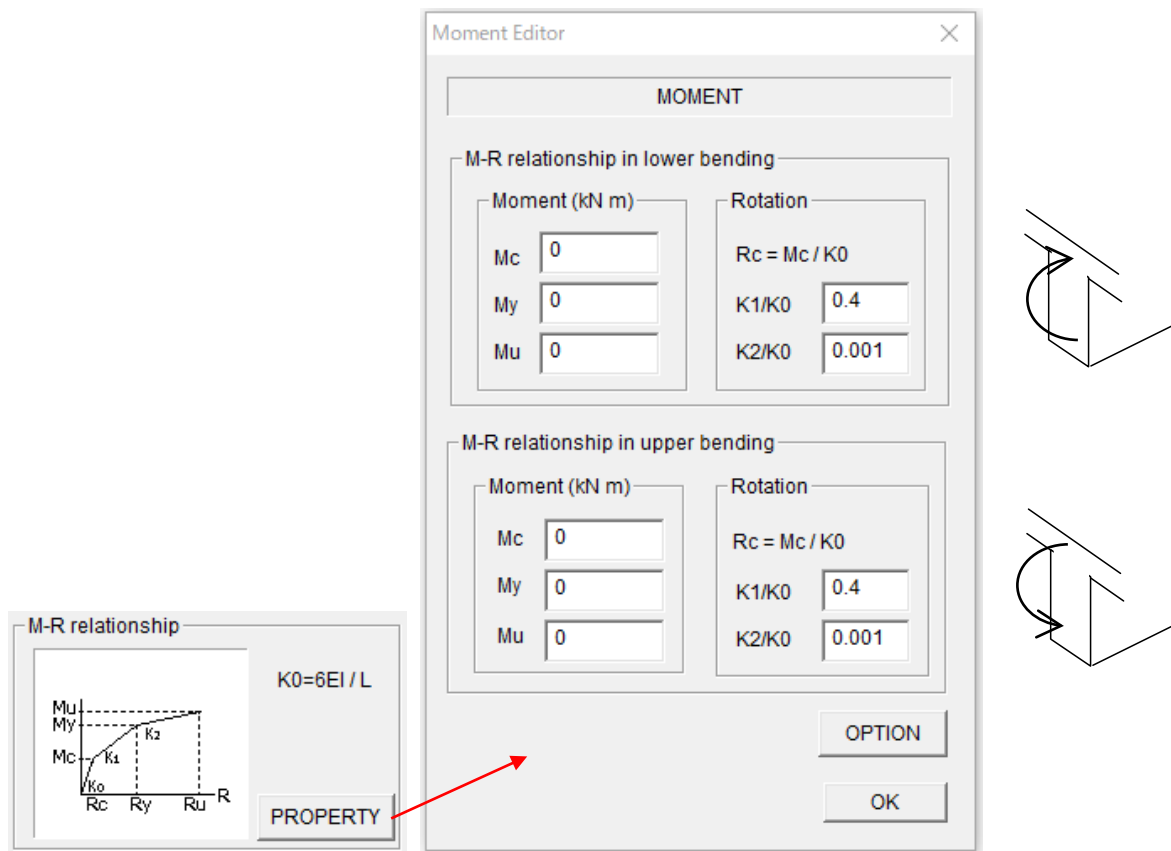 Moment Editor
MOMENT
M-R relationship in lower bending
Moment (kN m)
Rotation
Mc 0
Rc = Mc / K0
My 0
K1/K0 0.4
Mu 0
K2/K0 0.001
M-R relationship in upper bending
Moment (kN m)
Rotation
Mc 0
Rc = Mc / K0
My 0
K1/K0 0.4
Mu 0
K2/K0 0.001
OPTION
OK
M-R relationship
K0=6EI / L
Mu
My
K2
Mc
K1
Ko
Rc Ry Ru R
PROPERTY